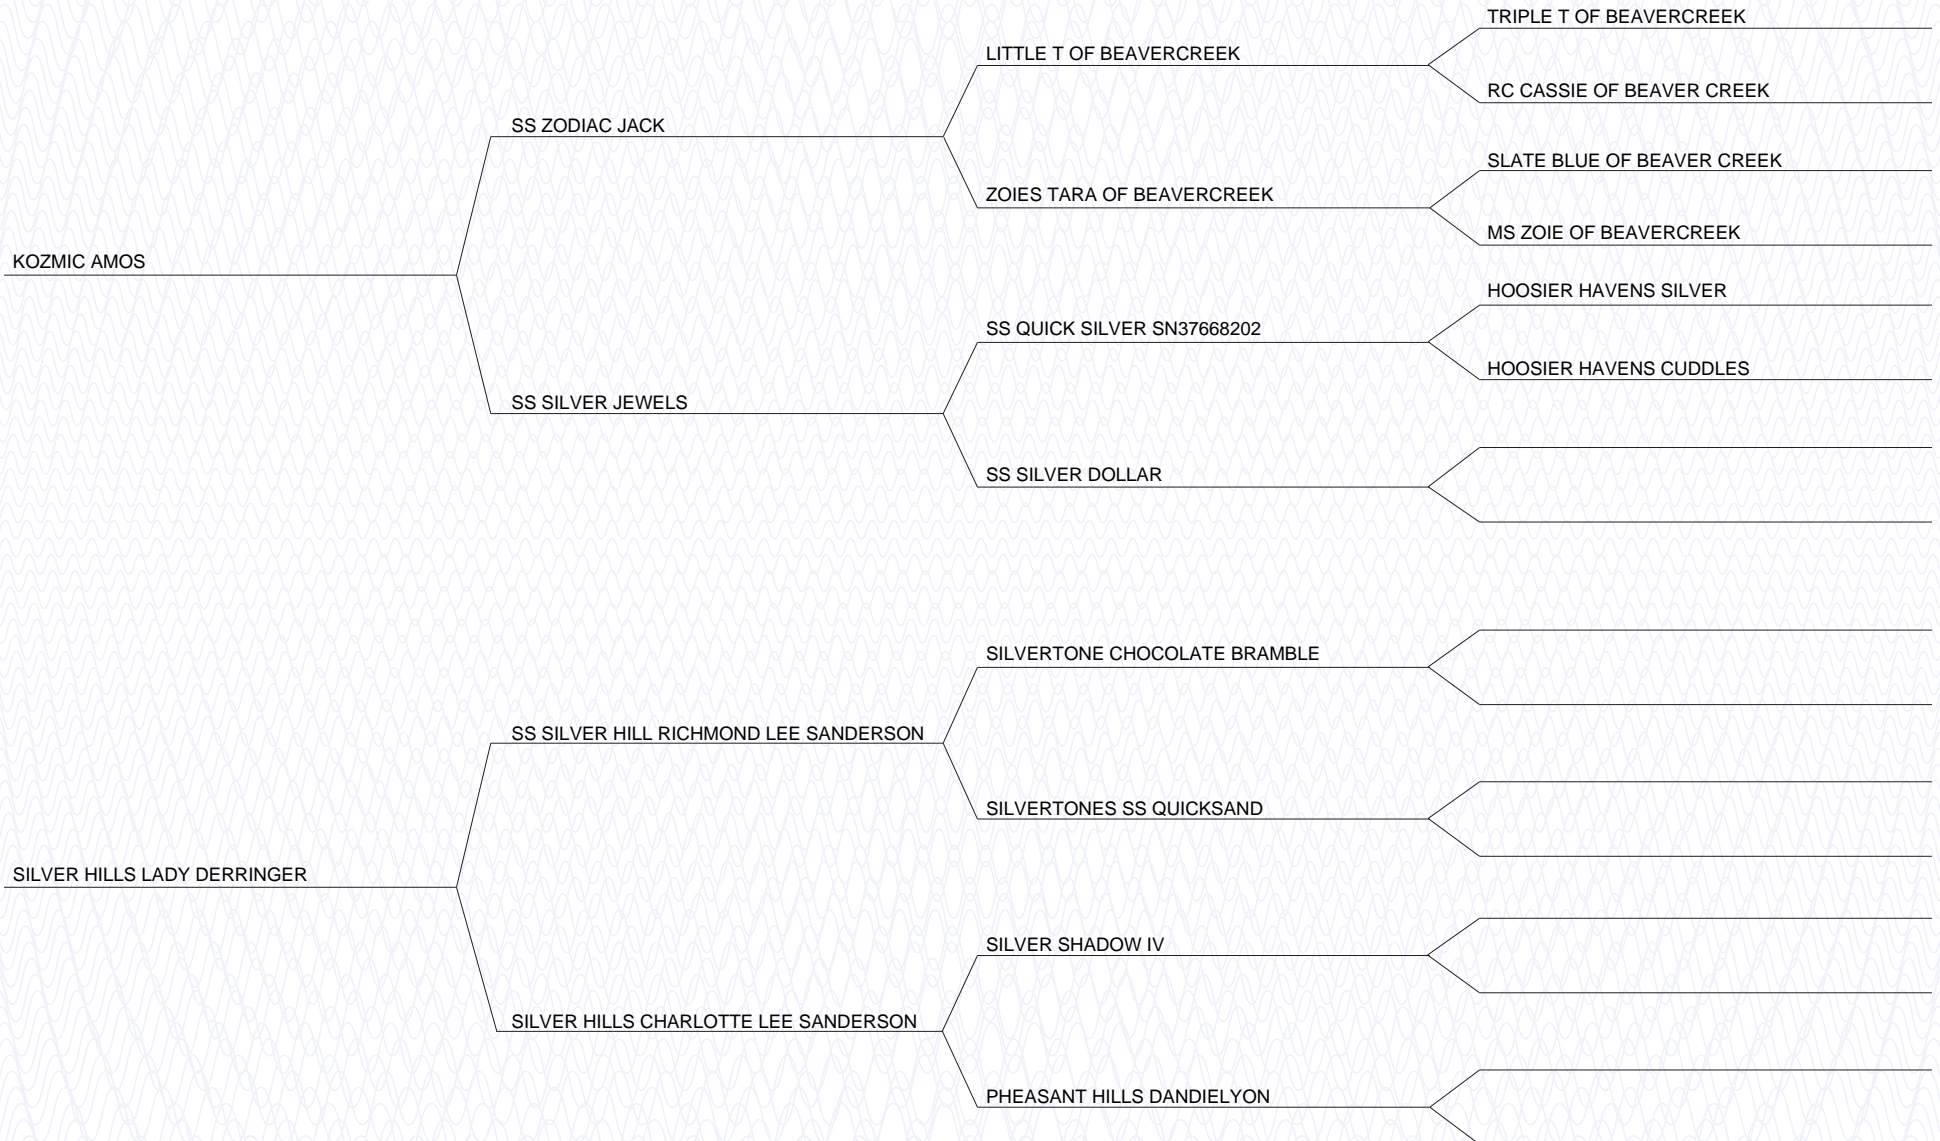 TRIPLE T OF BEAVERCREEK
LITTLE T OF BEAVERCREEK
RC CASSIE OF BEAVER CREEK
SS ZODIAC JACK
SLATE BLUE OF BEAVER CREEK
ZOIES TARA OF BEAVERCREEK
MS ZOIE OF BEAVERCREEK
KOZMIC AMOS
HOOSIER HAVENS SILVER
SS QUICK SILVER SN37668202
HOOSIER HAVENS CUDDLES
SS SILVER JEWELS
SS SILVER DOLLAR
SILVERTONE CHOCOLATE BRAMBLE
SS SILVER HILL RICHMOND LEE SANDERSON
SILVERTONES SS QUICKSAND
SILVER HILLS LADY DERRINGER
SILVER SHADOW IV
SILVER HILLS CHARLOTTE LEE SANDERSON
PHEASANT HILLS DANDIELYON